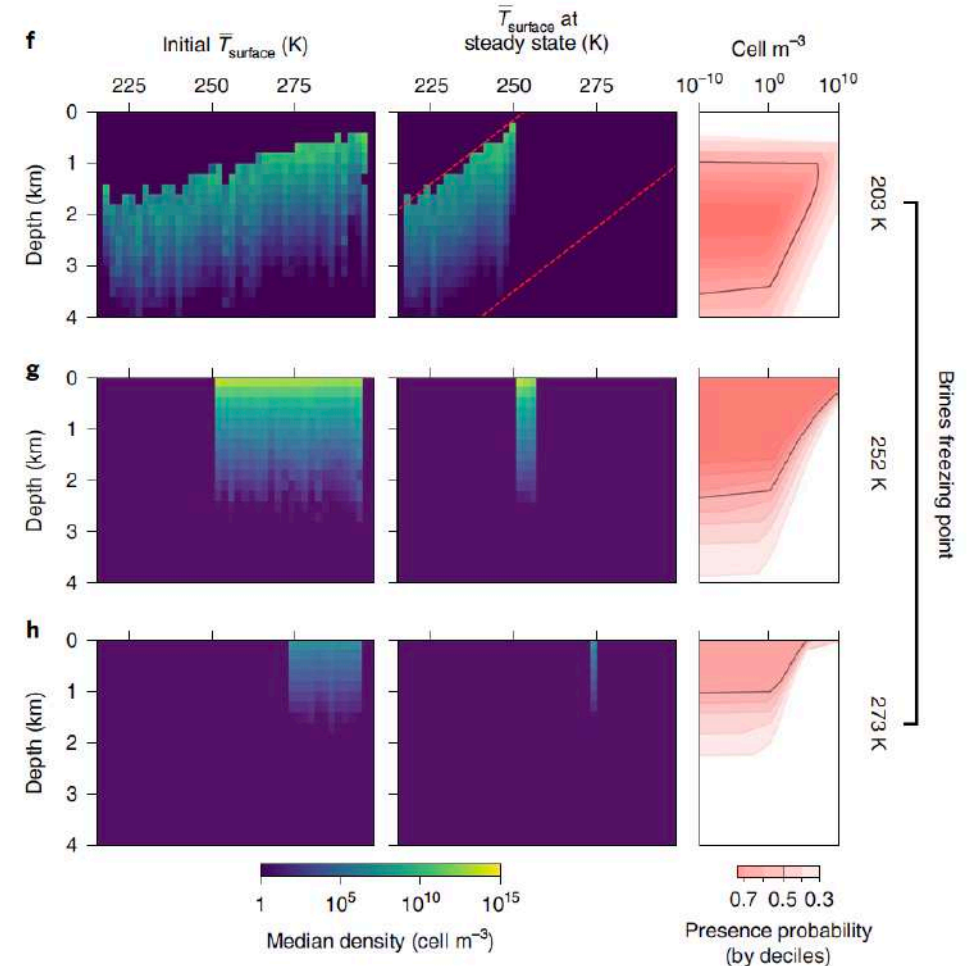 f
Initial T̅surface (K)
T̅surface at
steady state (K)
Cell m⁻³
225 250 275
225 250 275
10⁻¹⁰ 10⁰ 10¹⁰
Depth (km)
0
1
2
3
4
203 K
g
Depth (km)
0
1
2
3
4
252 K
Brines freezing point
h
Depth (km)
0
1
2
3
4
273 K
1 10⁵ 10¹⁰ 10¹⁵
Median density (cell m⁻³)
0.7 0.5 0.3
Presence probability
(by deciles)